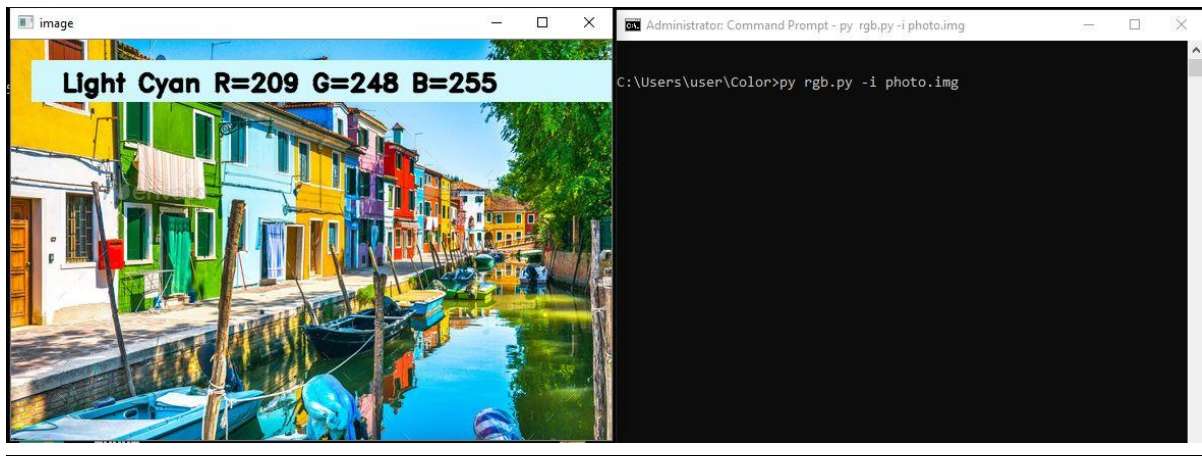 image
Light Cyan R=209 G=248 B=255
Administrator: Command Prompt - py rgb.py -i photo.img
C:\Users\user\Color>py rgb.py -i photo.img